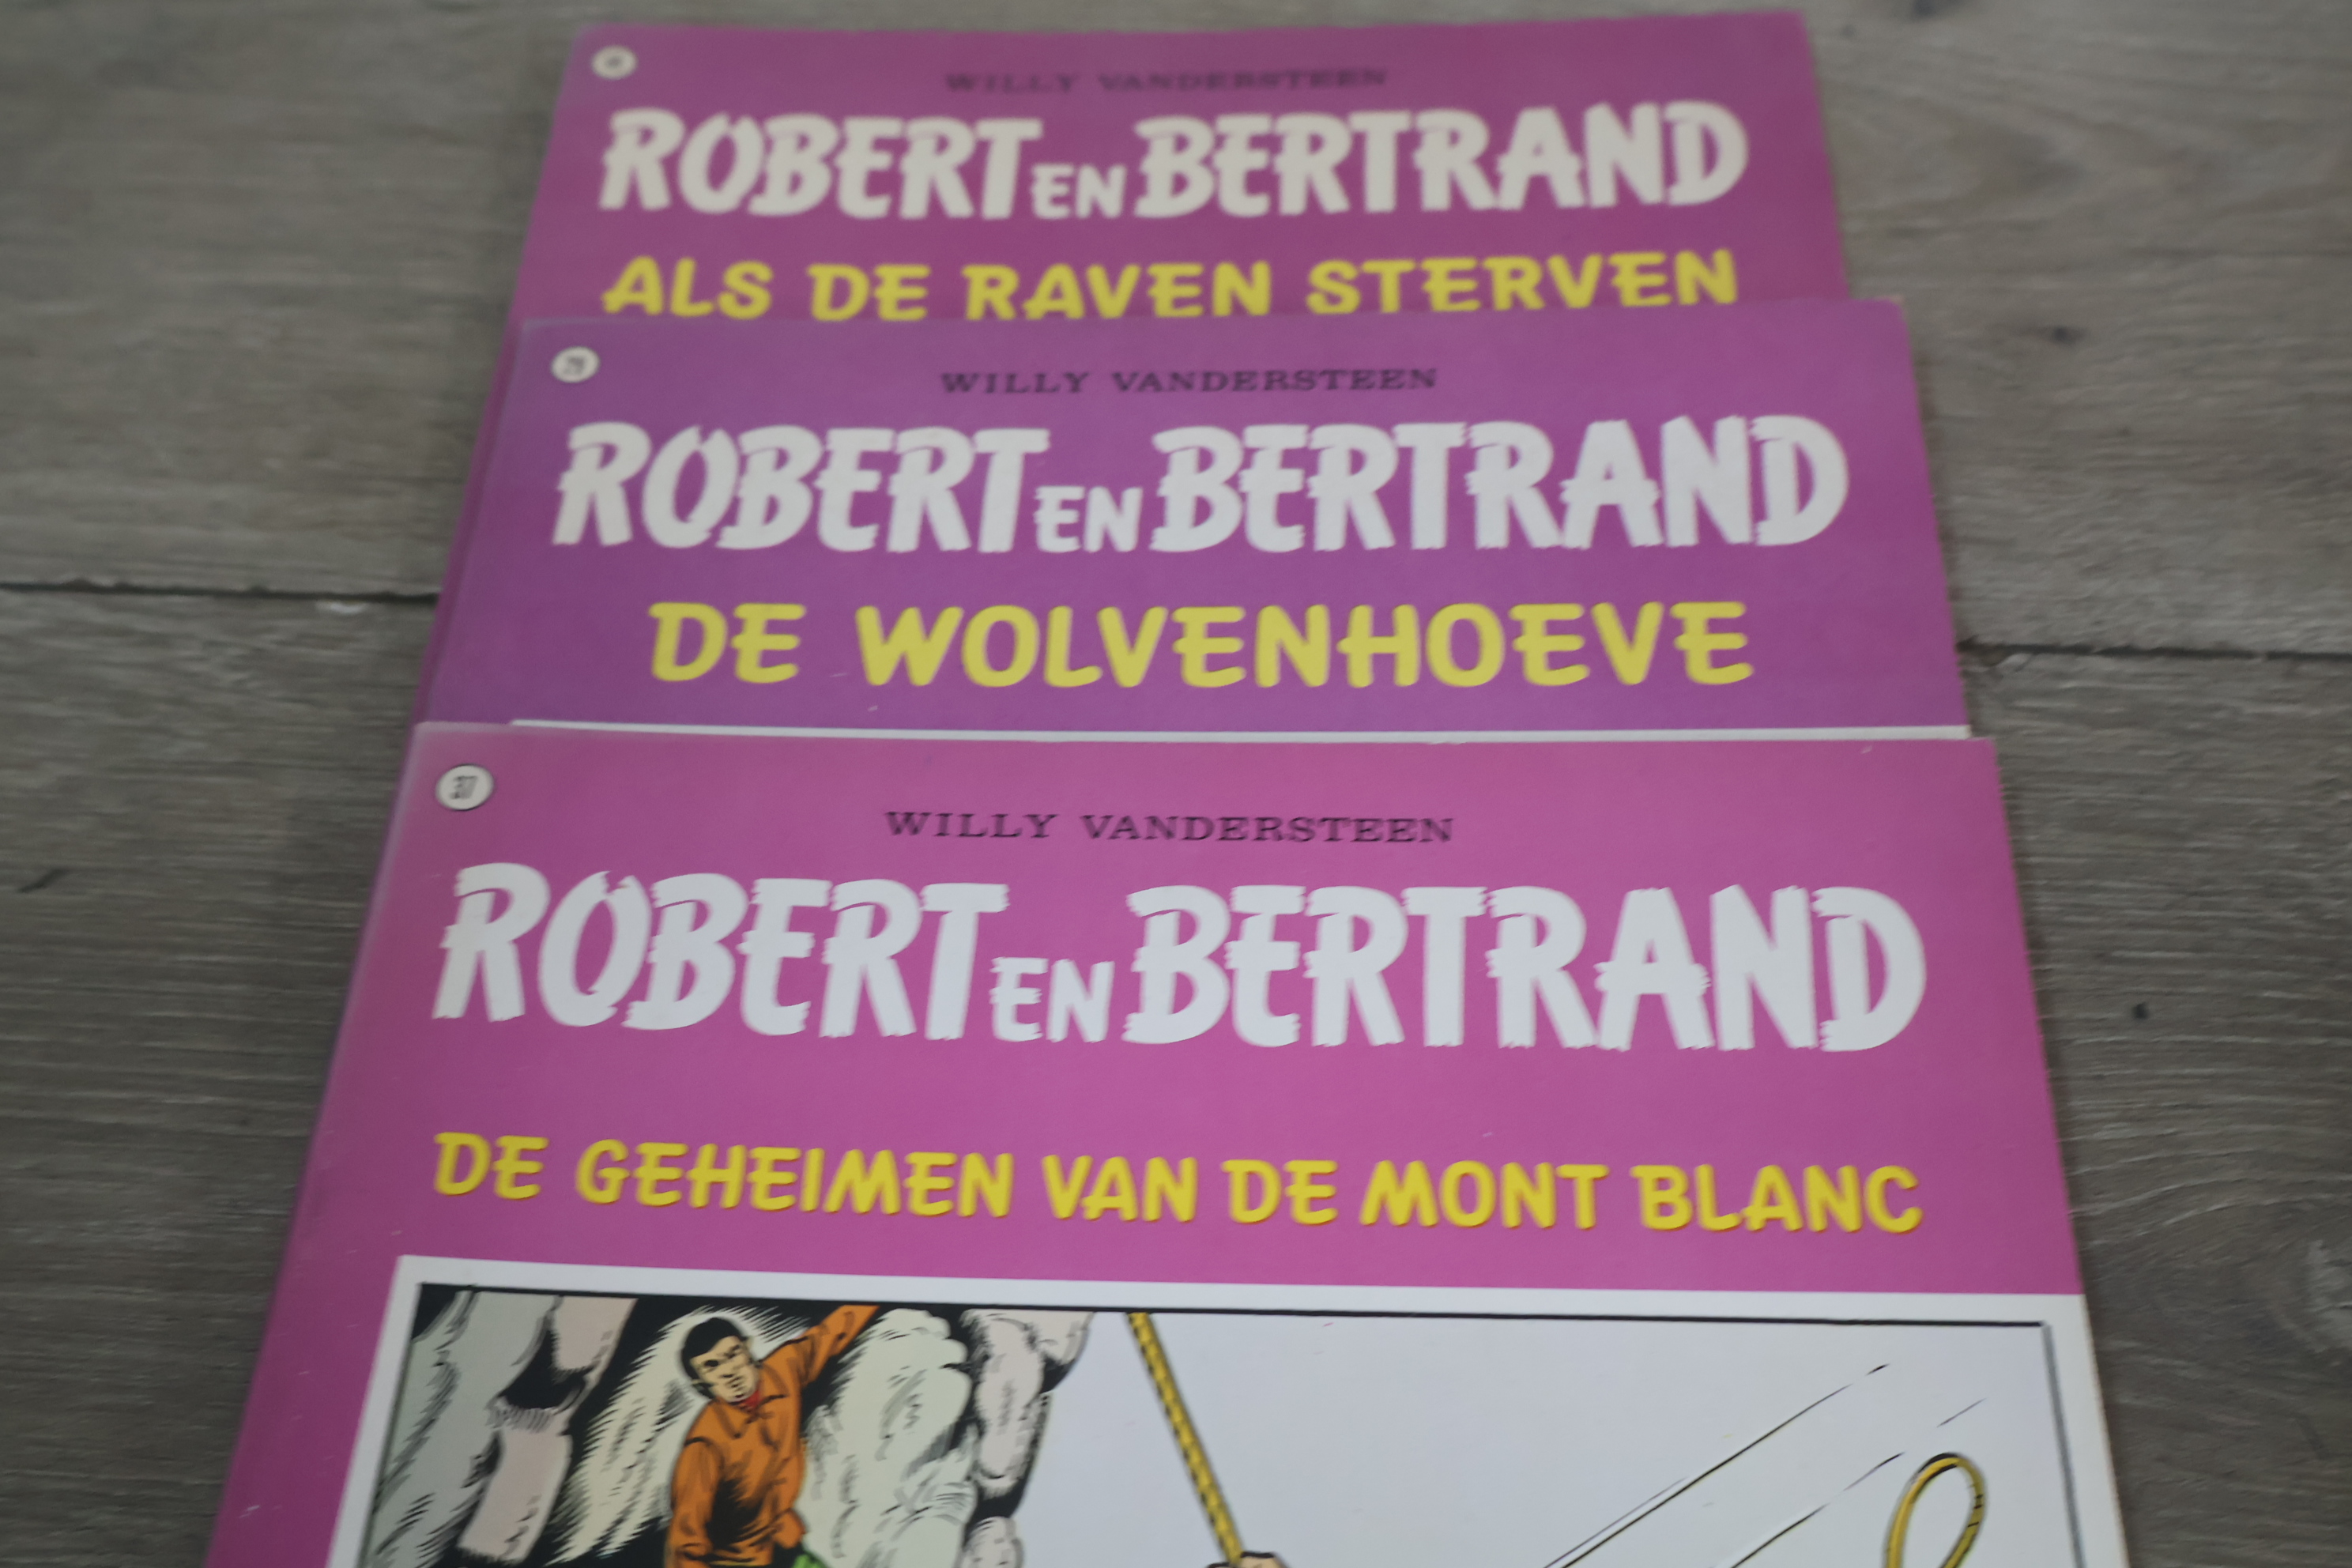 WILLY VANDERSTEEN
ROBERT EN BERTRAND
ALS DE RAVEN STERVEN
WILLY VANDERSTEEN
ROBERT EN BERTRAND
DE WOLVENHOEVE
37
WILLY VANDERSTEEN
ROBERT EN BERTRAND
DE GEHEIMEN VAN DE MONT BLANC